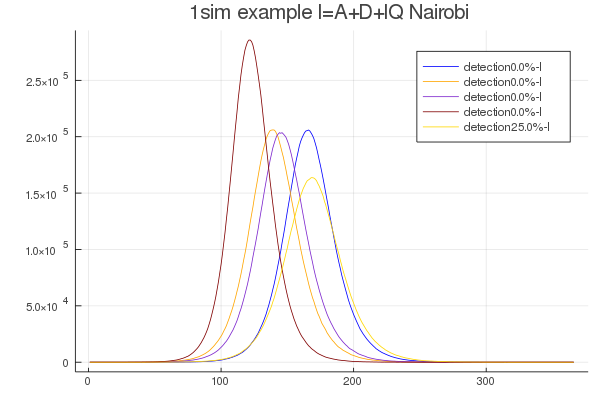 1sim example I=A+D+IQ Nairobi
detection0.0%-I
detection0.0%-I
detection0.0%-I
detection0.0%-I
detection25.0%-I
2.5×10 5
2.0×10 5
1.5×10 5
1.0×10 5
5.0×10 4
0
0 100 200 300